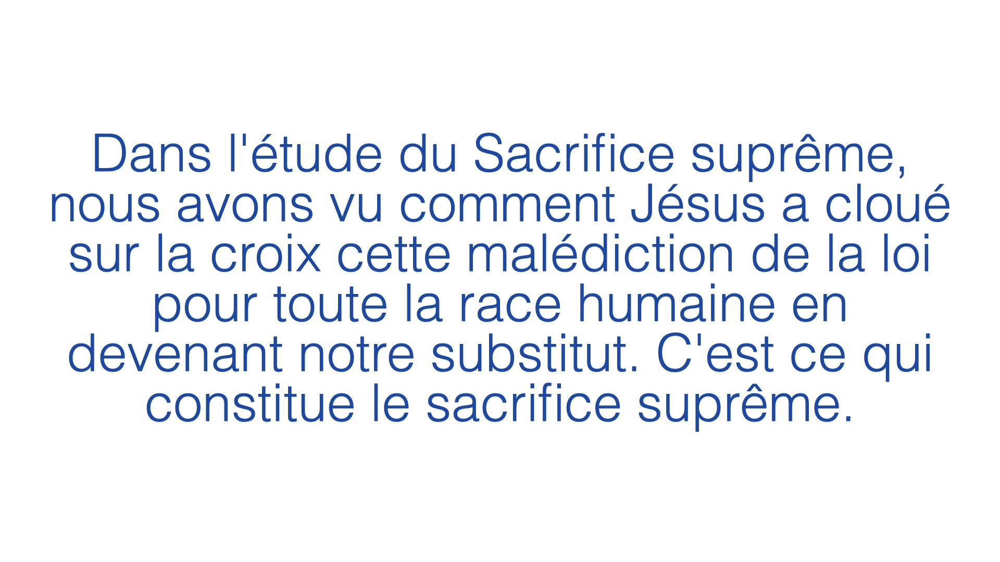 Dans l'étude du Sacrifice suprême,
nous avons vu comment Jésus a cloué
sur la croix cette malédiction de la loi
pour toute la race humaine en
devenant notre substitut. C'est ce qui
constitue le sacrifice suprême.